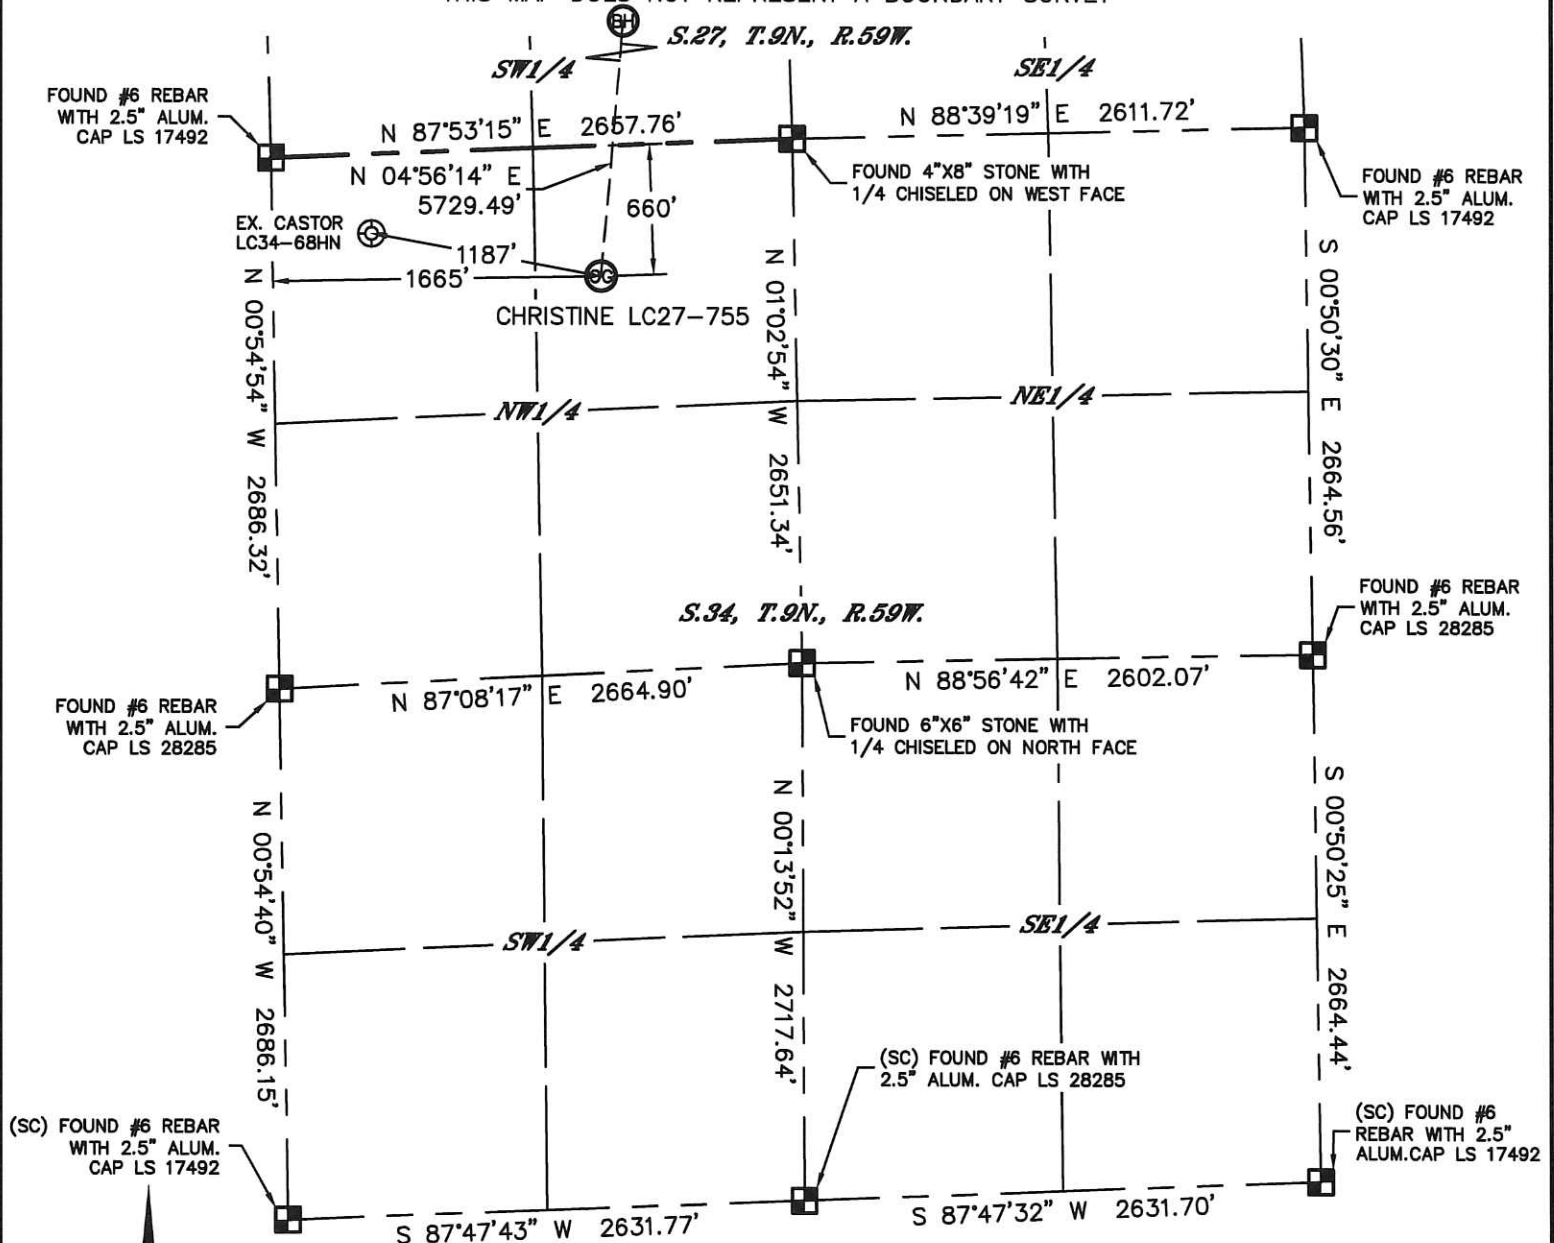 THIS MAP DOES NOT REPRESENT A BOUNDARY SURVEY
BH
S.27, T.9N., R.59W.
SW1/4
SE1/4
FOUND #6 REBAR
WITH 2.5" ALUM.
CAP LS 17492
N 87°53'15" E 2657.76'
N 88°39'19" E 2611.72'
N 04°56'14" E
5729.49'
660'
FOUND 4"X8" STONE WITH
1/4 CHISELED ON WEST FACE
FOUND #6 REBAR
WITH 2.5" ALUM.
CAP LS 17492
EX. CASTOR
LC34-68HN
1187'
1665'
CHRISTINE LC27-755
N 00°54'54" W 2686.32'
N 01°02'54" W 2651.34'
S 00°50'30" E 2664.56'
NW1/4
NE1/4
S.34, T.9N., R.59W.
FOUND #6 REBAR
WITH 2.5" ALUM.
CAP LS 28285
N 87°08'17" E 2664.90'
N 88°56'42" E 2602.07'
FOUND #6 REBAR
WITH 2.5" ALUM.
CAP LS 28285
FOUND 6"X6" STONE WITH
1/4 CHISELED ON NORTH FACE
N 00°54'40" W 2686.15'
N 00°13'52" W 2717.64'
S 00°50'25" E 2664.44'
SW1/4
SE1/4
(SC) FOUND #6 REBAR WITH
2.5" ALUM. CAP LS 28285
(SC) FOUND #6 REBAR
WITH 2.5" ALUM.
CAP LS 17492
(SC) FOUND #6
REBAR WITH 2.5"
ALUM.CAP LS 17492
S 87°47'43" W 2631.77'
S 87°47'32" W 2631.70'